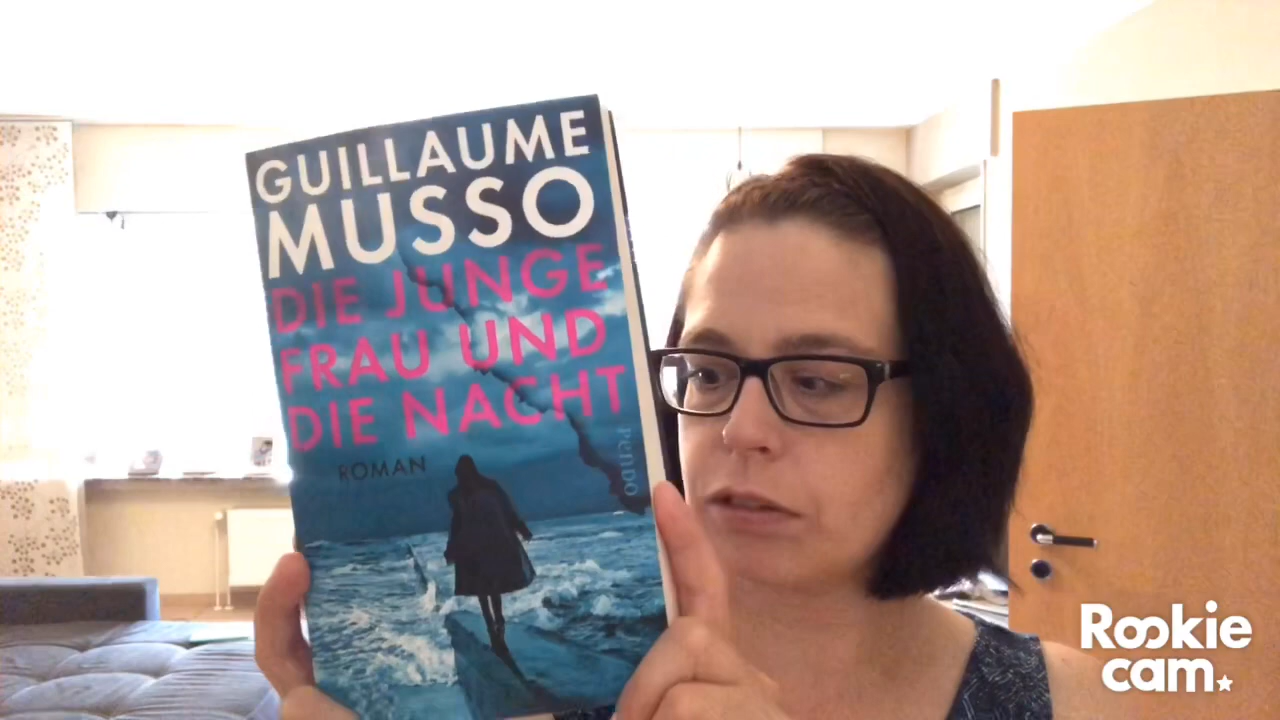 GUILLAUME
MUSSO
DIE JUNGE
FRAU UND
DIE NACHT
ROMAN
pendo
Rookie
cam